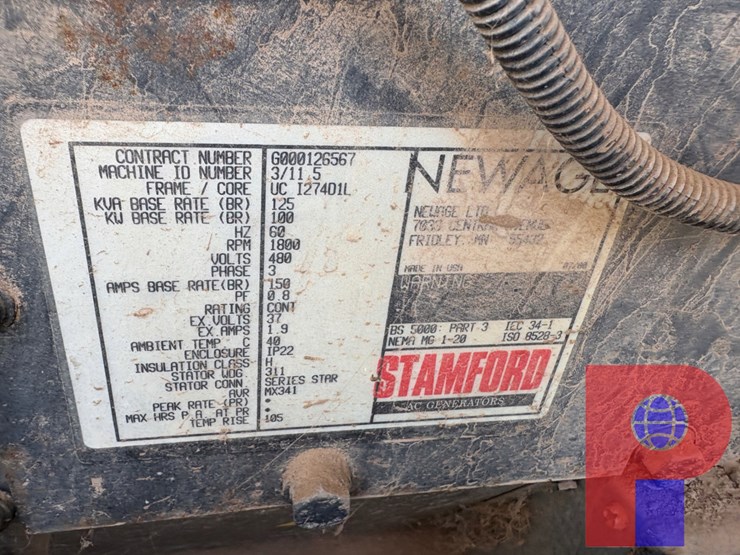 CONTRACT NUMBER G000126567
MACHINE ID NUMBER 3/11 5
FRAME / CORE UC I274D1L
KVA BASE RATE (BR) 125
KW BASE RATE (BR) 100
HZ 60
RPM 1800
VOLTS 480
PHASE 3
AMPS BASE RATE(BR) 150
PF 0.8
RATING CONT
EX.VOLTS 37
EX.AMPS 1.9
AMBIENT TEMP. C 40
ENCLOSURE IP22
INSULATION CLASS H
STATOR WDG. 311
STATOR CONN. SERIES STAR
AVR MX341
PEAK RATE (PR) *
MAX HRS P.A. AT PR *
TEMP RISE 105
NEWAGE
NEWAGE LTD
CENTRAL
FRIDLEY. MN 55432
MADE IN USA
WARNING
BS 5000: PART 3 IEC 34-1
NEMA MG 1-20 ISO 8528-3
STAMFORD
AC GENERATORS
P